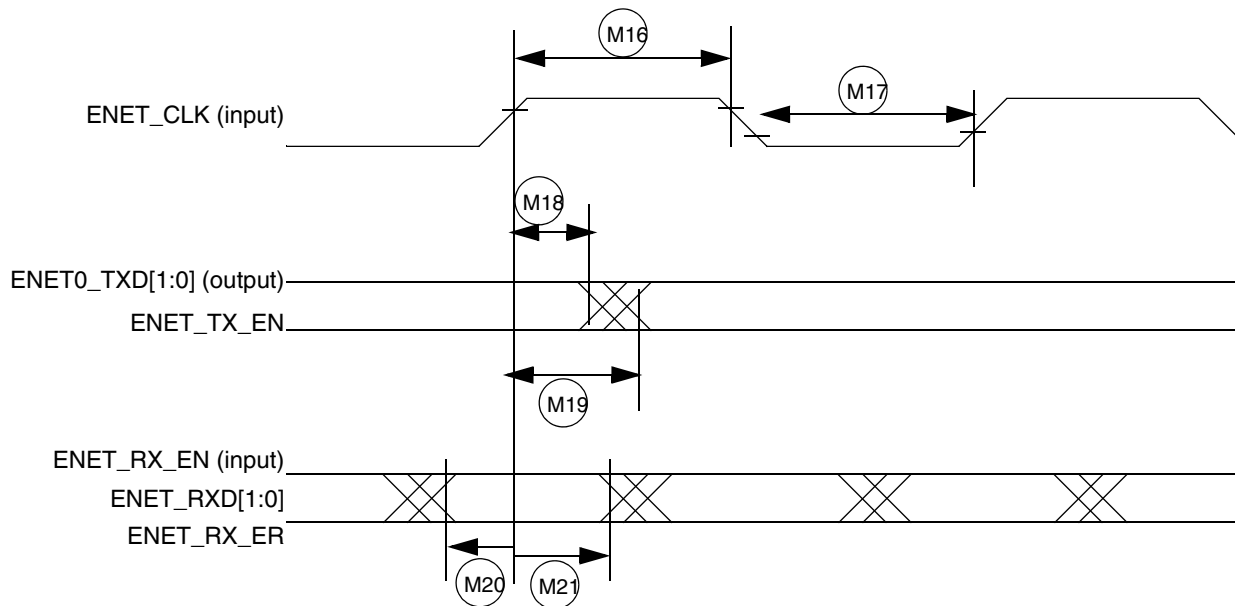 M16
M17
ENET_CLK (input)
M18
ENET0_TXD[1:0] (output)
ENET_TX_EN
M19
ENET_RX_EN (input)
ENET_RXD[1:0]
ENET_RX_ER
M20
M21